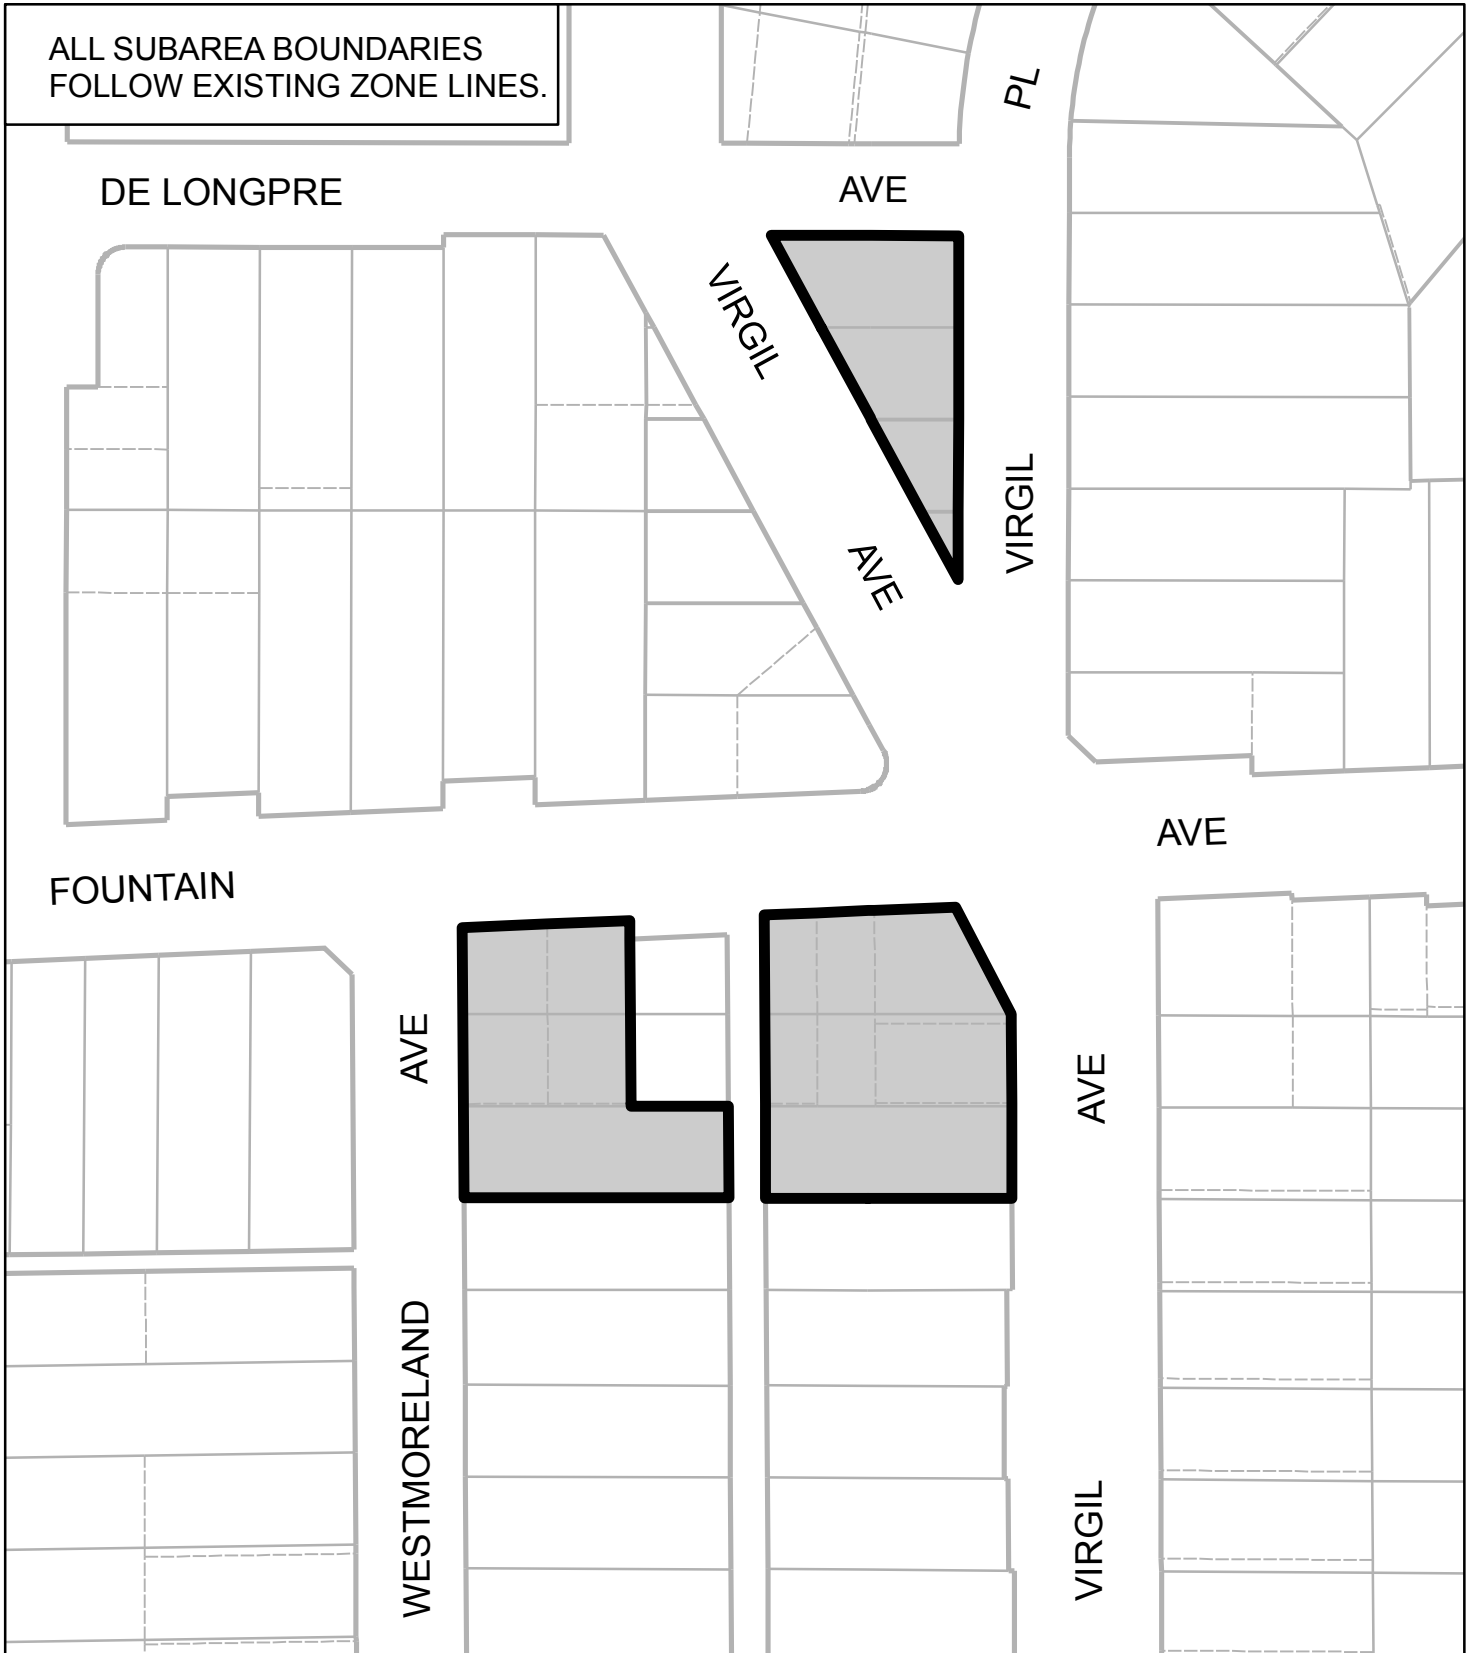 ALL SUBAREA BOUNDARIES
FOLLOW EXISTING ZONE LINES.
PL
DE LONGPRE
AVE
VIRGIL
AVE
VIRGIL
AVE
FOUNTAIN
AVE
WESTMORELAND
AVE
VIRGIL